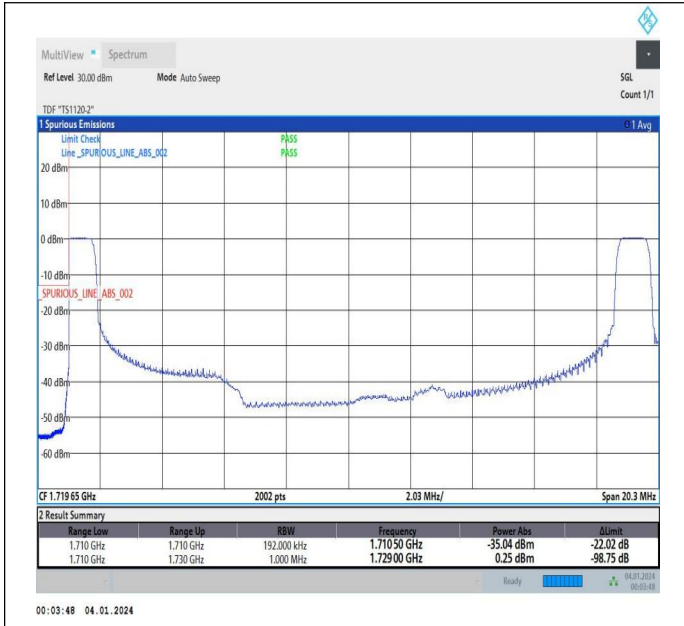 R&S
MultiView Spectrum
Ref Level 30.00 dBm Mode Auto Sweep SGL
Count 1/1
TDF "TS1120-2"
1 Spurious Emissions 1 Avg
Limit Check PASS
Line _SPURIOUS_LINE_ABS_002 PASS
20 dBm
10 dBm
0 dBm
-10 dBm
_SPURIOUS_LINE_ABS_002
-20 dBm
-30 dBm
-40 dBm
-50 dBm
-60 dBm
CF 1.719 65 GHz 2002 pts 2.03 MHz/ Span 20.3 MHz
2 Result Summary
Range Low Range Up RBW Frequency Power Abs ΔLimit
1.710 GHz 1.710 GHz 192.000 kHz 1.710 50 GHz -35.04 dBm -22.02 dB
1.710 GHz 1.730 GHz 1.000 MHz 1.729 00 GHz 0.25 dBm -98.75 dB
Ready 04.01.2024
00:03:48
00:03:48 04.01.2024